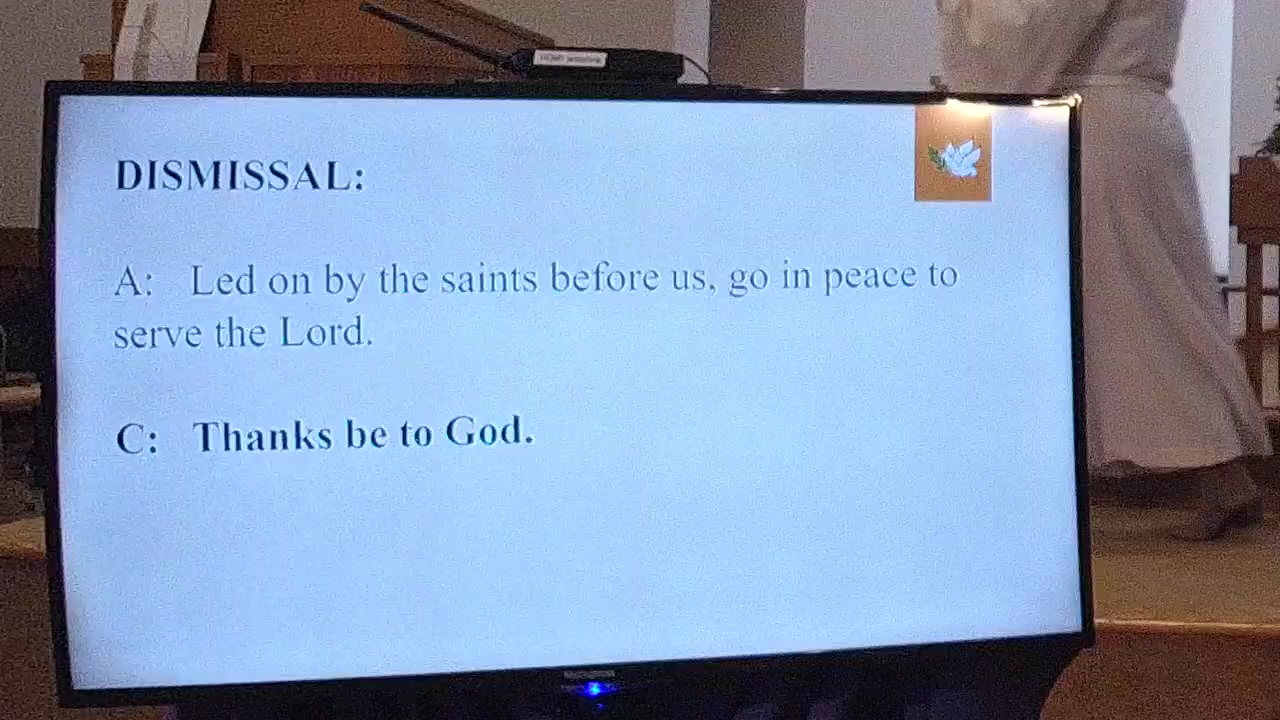 DISMISSAL:
A: Led on by the saints before us, go in peace to
serve the Lord.
C: Thanks be to God.